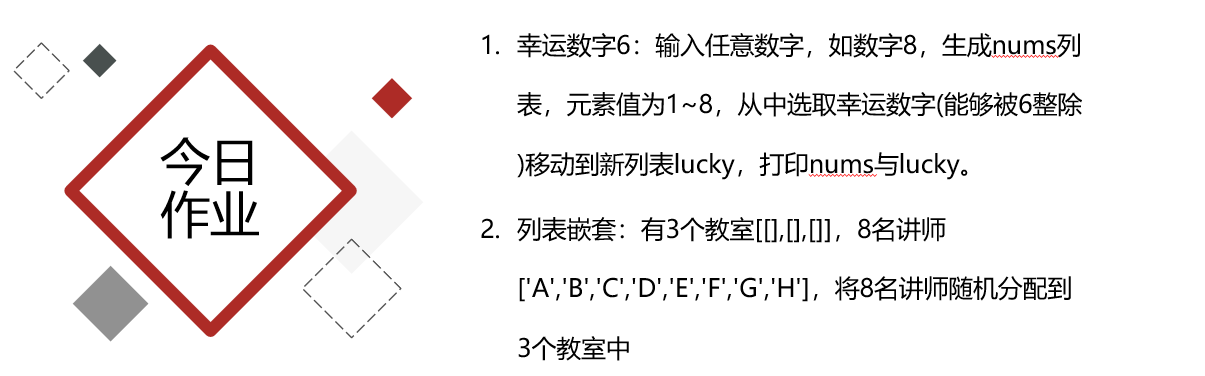 今日
作业
1. 幸运数字6：输入任意数字，如数字8，生成nums列
表，元素值为1~8，从中选取幸运数字(能够被6整除
)移动到新列表lucky，打印nums与lucky。
2. 列表嵌套：有3个教室[[],[],[]]，8名讲师
['A','B','C','D','E','F','G','H']，将8名讲师随机分配到
3个教室中